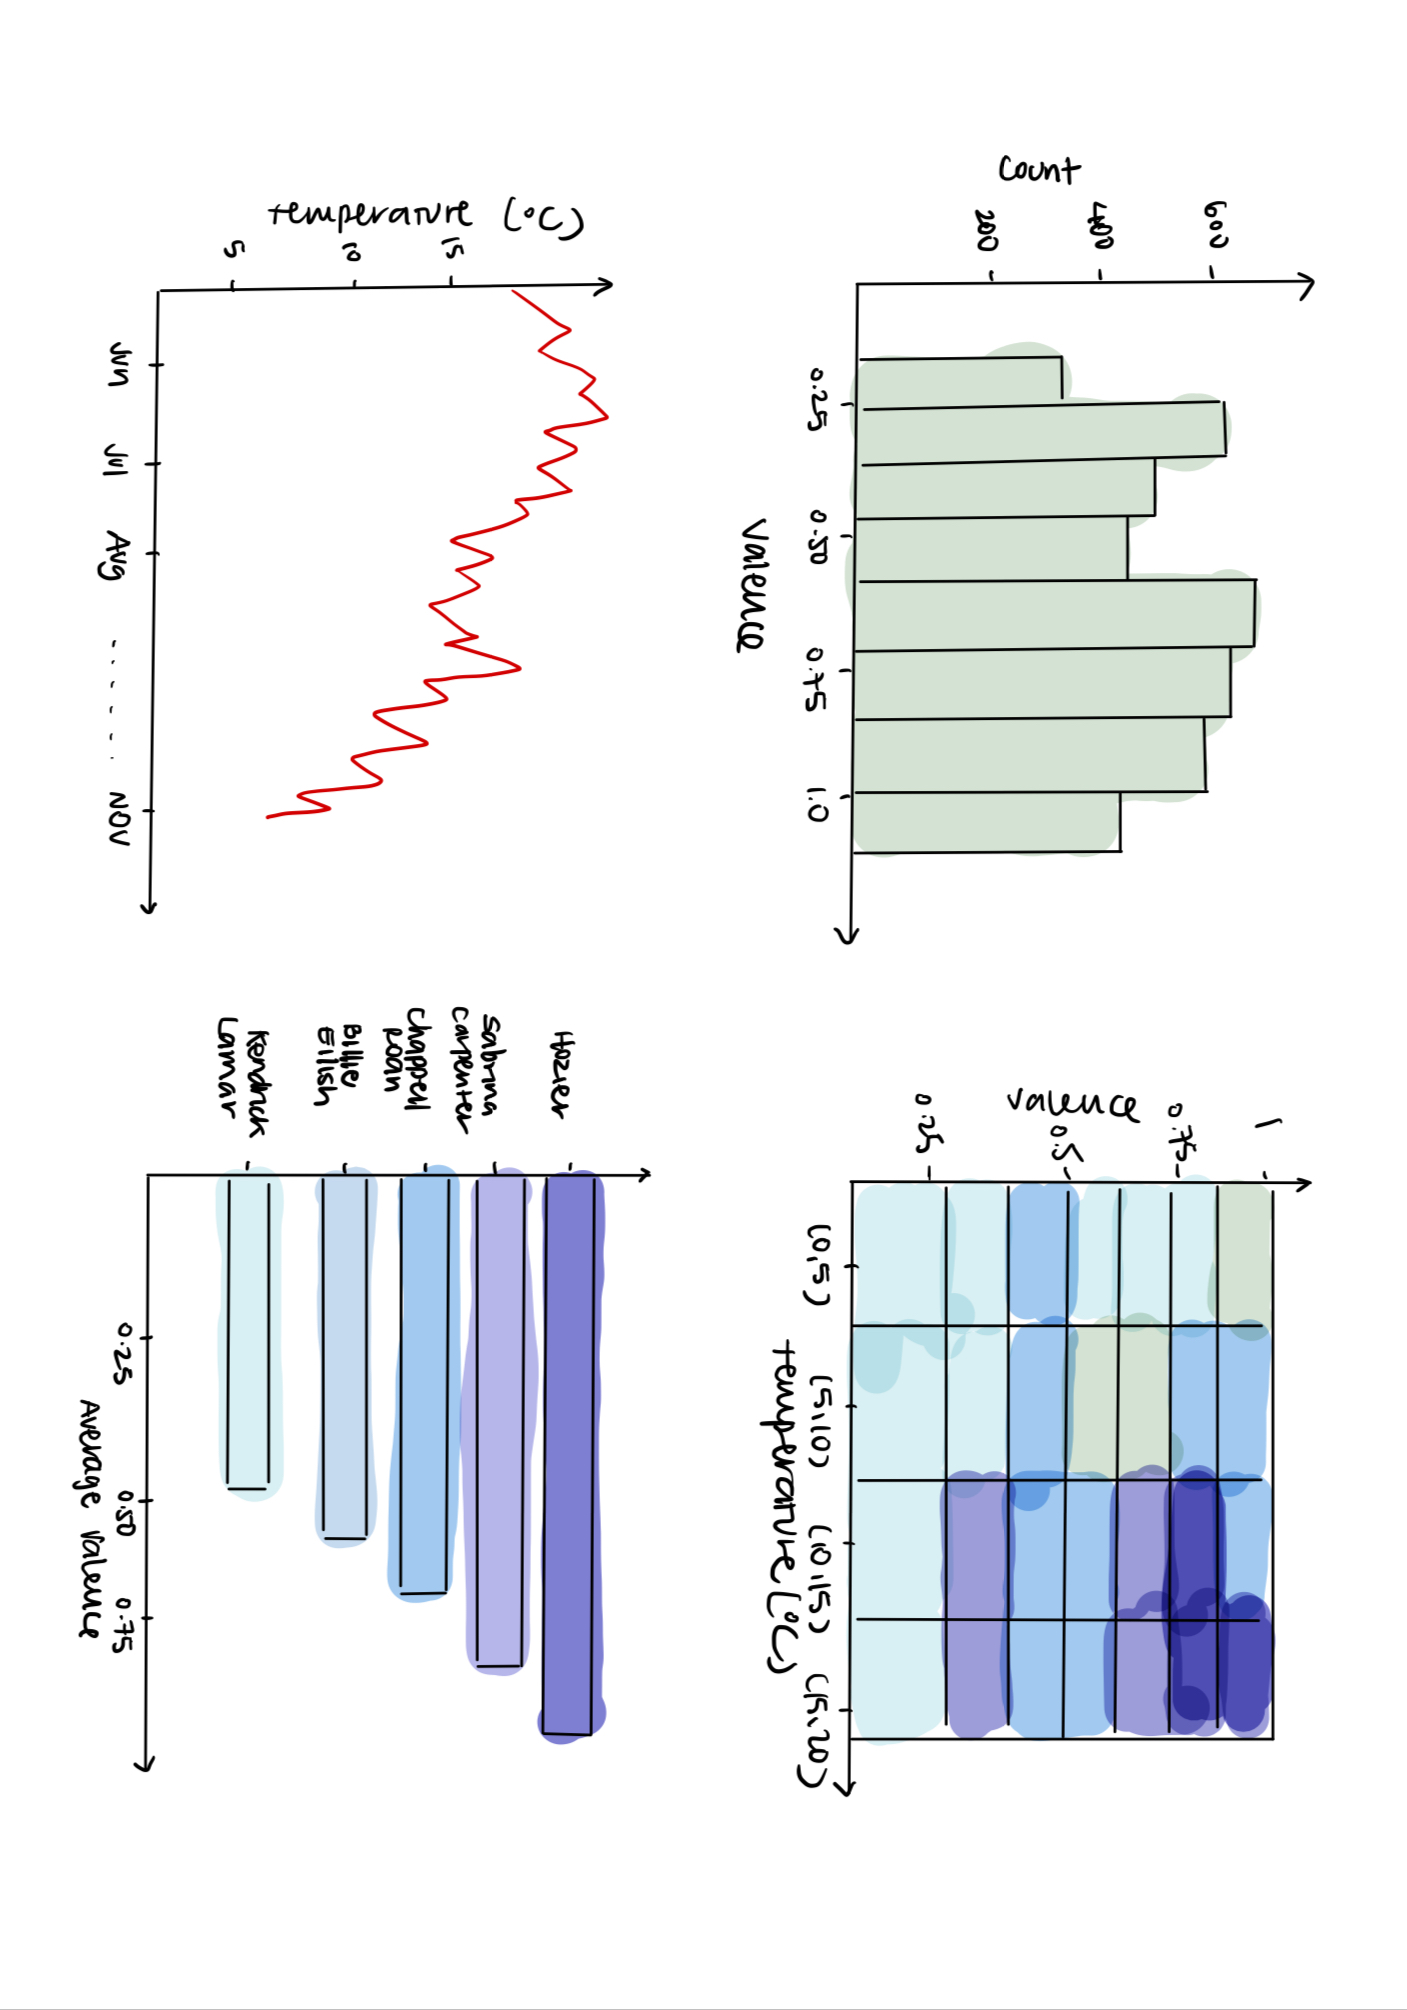 Count
600
400
200
0.25
0.50
0.75
1.0
Valence
valence
1
0.75
0.5
0.25
(0,5)
(5,10)
(10,15)
(15,20)
temperature (°C)
temperature (°C)
15
10
5
Jun
Jul
Aug
.......
Nov
Hozier
Sabrina
Carpenter
Chappell
Roan
Billie
Eilish
Kendrick
Lamar
0.25
0.50
0.75
Average Valence